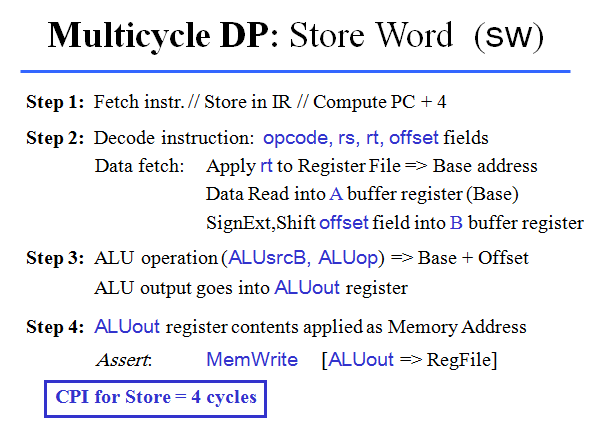 Multicycle DP: Store Word (sw)
Step 1: Fetch instr. // Store in IR // Compute PC + 4
Step 2: Decode instruction: opcode, rs, rt, offset fields
Data fetch: Apply rt to Register File => Base address
Data Read into A buffer register (Base)
SignExt,Shift offset field into B buffer register
Step 3: ALU operation (ALUsrcB, ALUop) => Base + Offset
ALU output goes into ALUout register
Step 4: ALUout register contents applied as Memory Address
Assert: MemWrite [ALUout => RegFile]
CPI for Store = 4 cycles